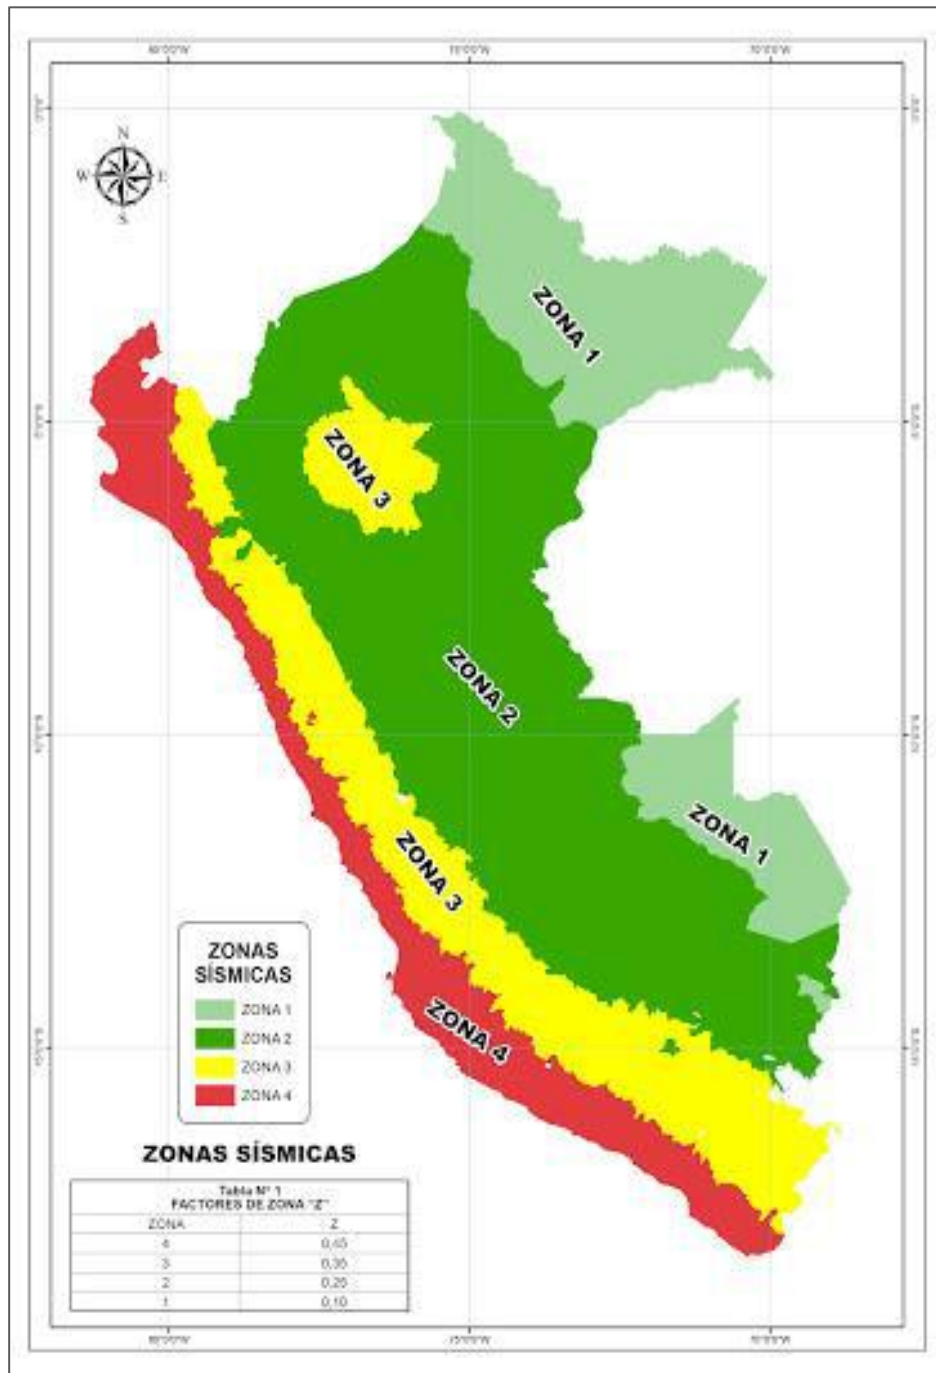 N
W E
S
ZONA 1
ZONA 3
ZONA 2
ZONA 1
ZONA 3
ZONA 4
ZONAS
SÍSMICAS
ZONA 1
ZONA 2
ZONA 3
ZONA 4
ZONAS SÍSMICAS
Tabla N° 1
FACTORES DE ZONA "Z"
ZONA Z
4 0,45
3 0,35
2 0,25
1 0,10